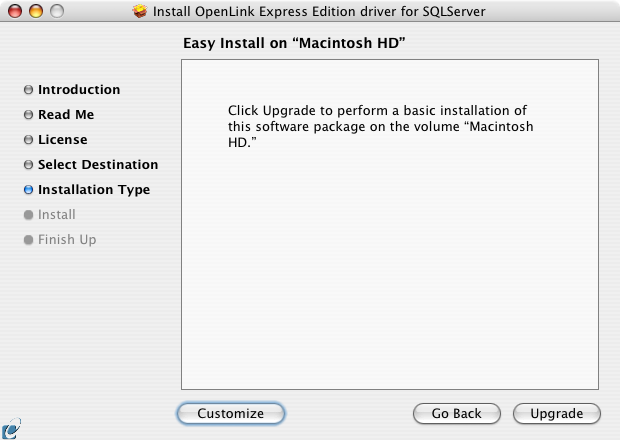 Install OpenLink Express Edition driver for SQLServer
Easy Install on “Macintosh HD”
Introduction
Read Me
License
Select Destination
Installation Type
Install
Finish Up
Click Upgrade to perform a basic installation of
this software package on the volume “Macintosh
HD.”
Customize
Go Back
Upgrade